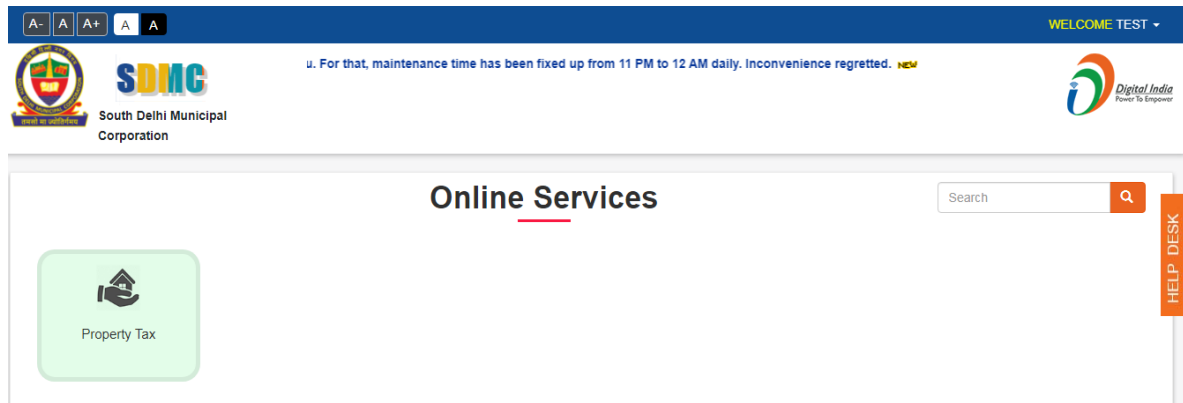 A- A A+ A A
WELCOME TEST
SDMC
South Delhi Municipal
Corporation
u. For that, maintenance time has been fixed up from 11 PM to 12 AM daily. Inconvenience regretted. NEW
Digital India
Power To Empower
Online Services
Search
HELP DESK
Property Tax